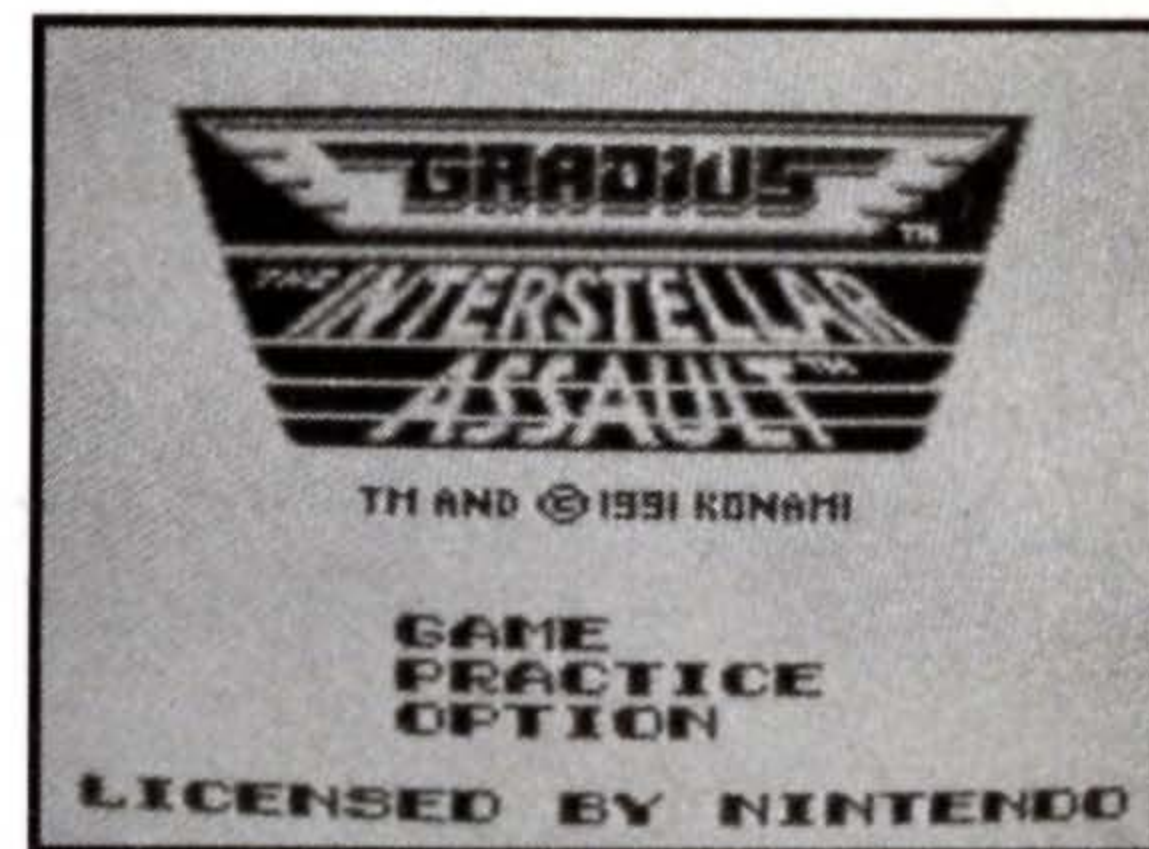 GRADIUS
TM
THE INTERSTELLAR
ASSAULT TM
TM AND © 1991 KONAMI
GAME
PRACTICE
OPTION
LICENSED BY NINTENDO